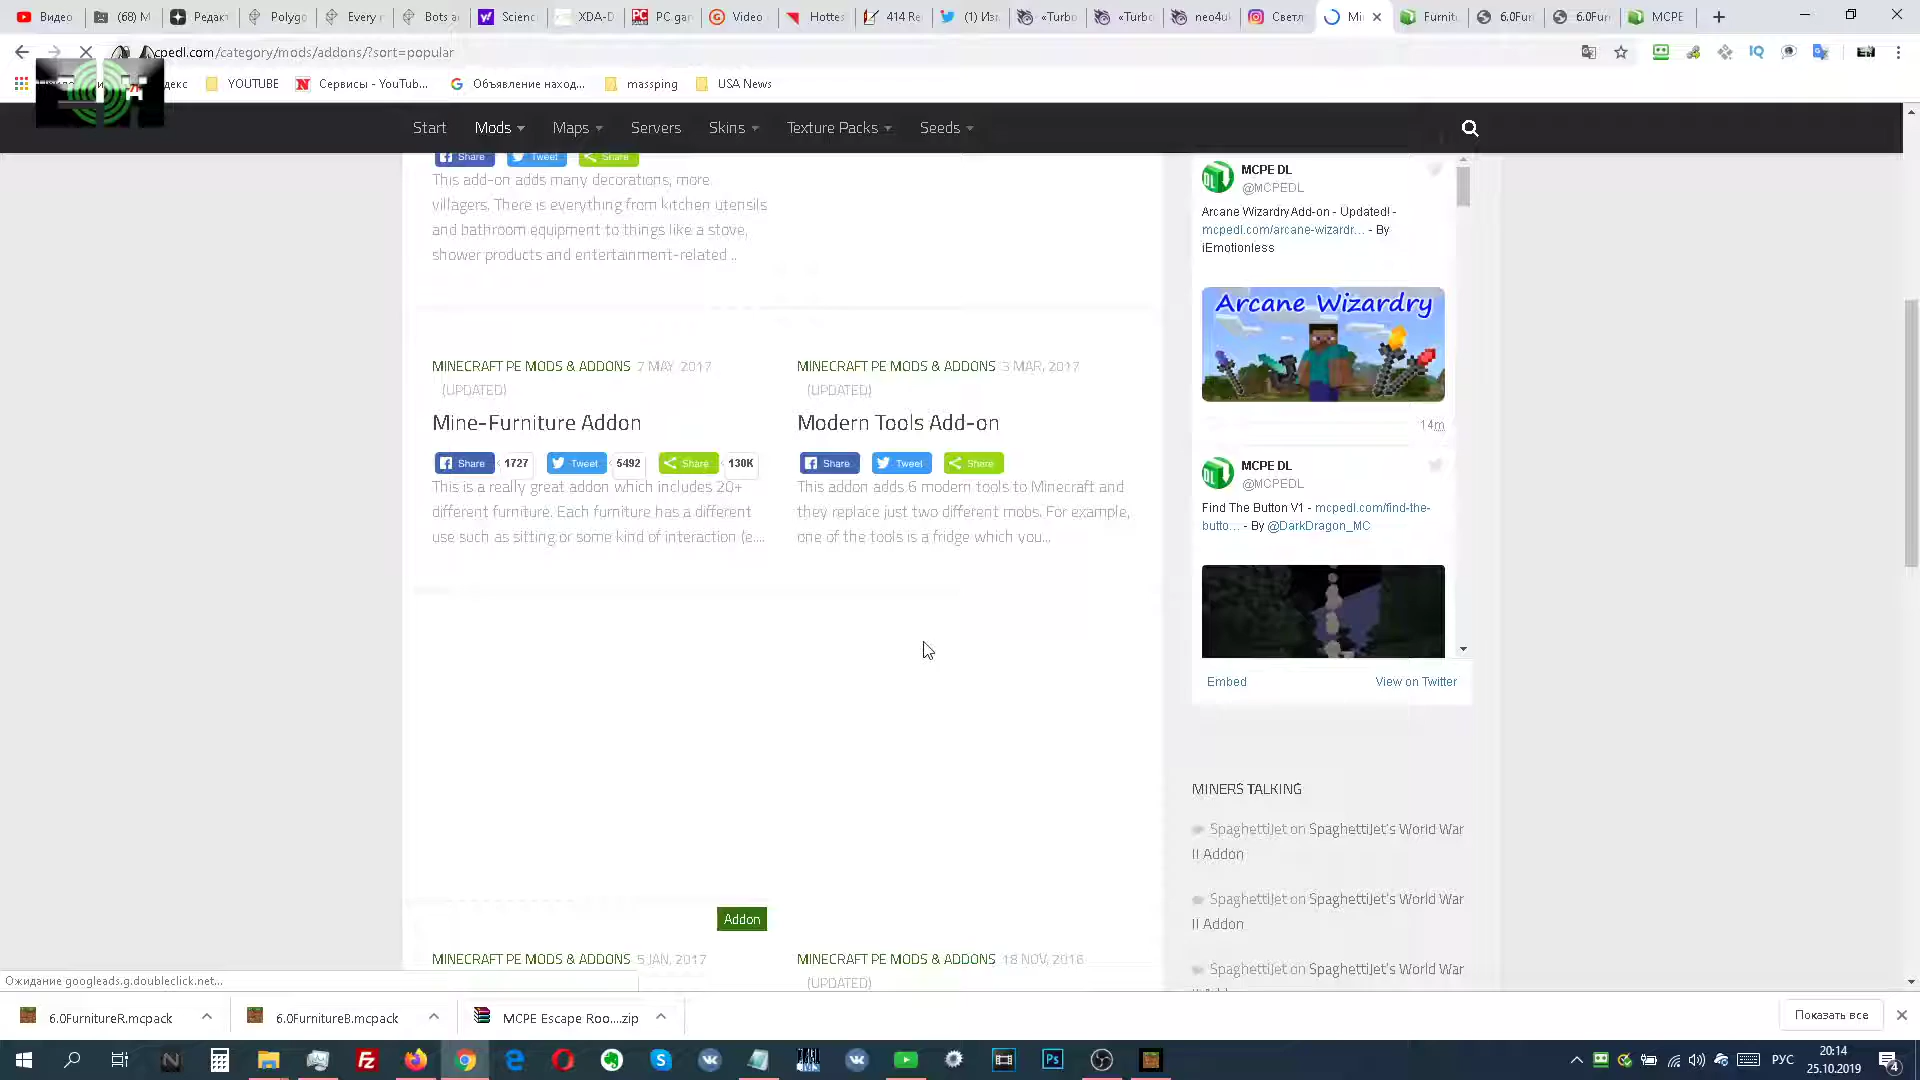 Видео
(68) М
Редакт
Polygo
Every
Bots a
Scienc
XDA-D
PC gar
Video
Hottes
414 Re
(1) Из
«Turbo
«Turbo
neo4u
Светл
Mi
Furnit
6.0Fur
6.0Fur
MCPE
cpedl.com/category/mods/addons/?sort=popular
YOUTUBE
Сервисы - YouTub...
Объявление наход...
massping
USA News
Start
Mods
Maps
Servers
Skins
Texture Packs
Seeds
Share
Tweet
Share
This add-on adds many decorations, more
villagers. There is everything from kitchen utensils
and bathroom equipment to things like a stove,
shower products and entertainment-related ..
MINECRAFT PE MODS & ADDONS 7 MAY, 2017
(UPDATED)
Mine-Furniture Addon
Share 1727 Tweet 5492 Share 130K
This is a really great addon which includes 20+
different furniture. Each furniture has a different
use such as sitting or some kind of interaction (e....
MINECRAFT PE MODS & ADDONS 3 MAR, 2017
(UPDATED)
Modern Tools Add-on
Share Tweet Share
This addon adds 6 modern tools to Minecraft and
they replace just two different mobs. For example,
one of the tools is a fridge which you...
Addon
MINECRAFT PE MODS & ADDONS 5 JAN, 2017
MINECRAFT PE MODS & ADDONS 18 NOV, 2016
(UPDATED)
MCPE DL
@MCPEDL
Arcane Wizardry Add-on - Updated! -
mcpedl.com/arcane-wizardr... - By
iEmotionless
Arcane Wizardry
14m
MCPE DL
@MCPEDL
Find The Button V1 - mcpedl.com/find-the-
butto... - By @DarkDragon_MC
Embed
View on Twitter
MINERS TALKING
SpaghettiJet on SpaghettiJet's World War
II Addon
SpaghettiJet on SpaghettiJet's World War
II Addon
SpaghettiJet on SpaghettiJet's World War
Ожидание googleads.g.doubleclick.net...
6.0FurnitureR.mcpack
6.0FurnitureB.mcpack
MCPE Escape Roo....zip
Показать все
РУС
20:14
25.10.2019
4